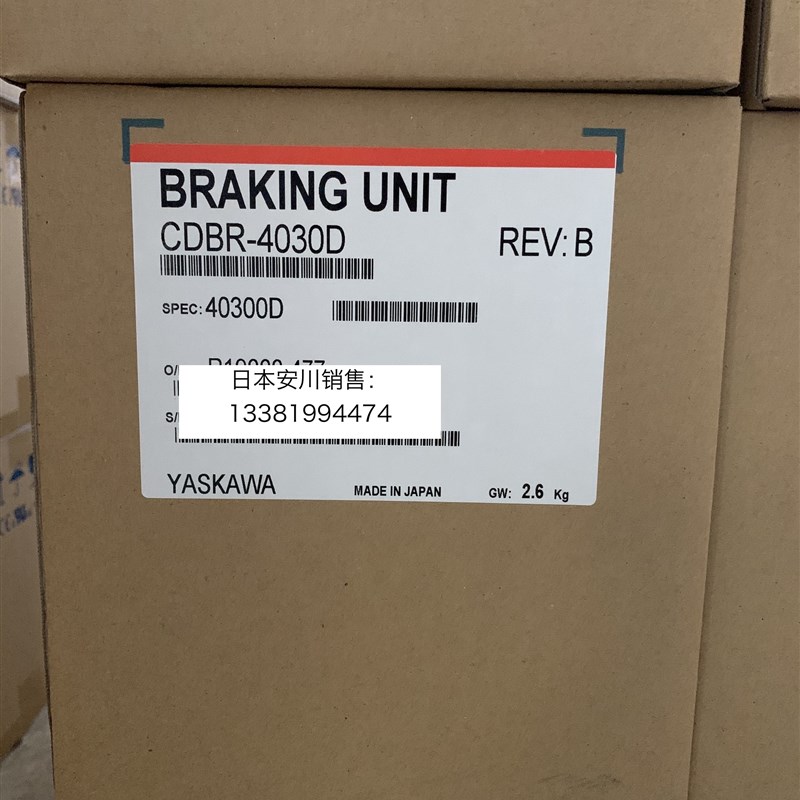 BRAKING UNIT
CDBR-4030D
REV: B
SPEC: 40300D
O/
日本安川销售：
13381994474
S/
YASKAWA MADE IN JAPAN GW: 2.6 Kg